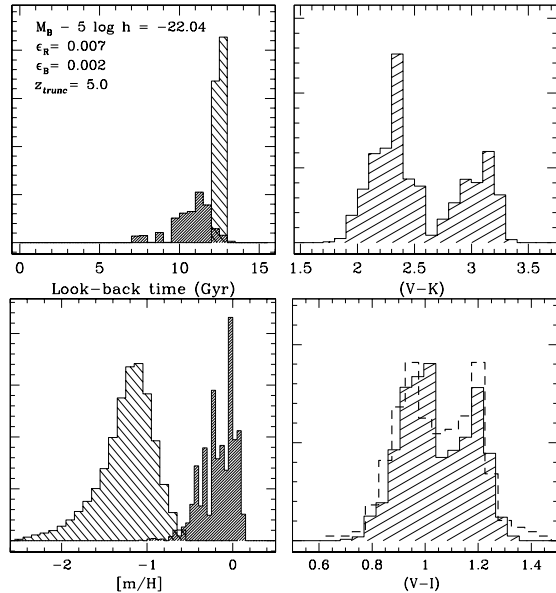 M_B − 5 log h = −22.04
ϵ_R= 0.007
ϵ_B= 0.002
z_trunc= 5.0
0 5 10 15
Look−back time (Gyr)
1.5 2 2.5 3 3.5
(V−K)
−2 −1 0
[m/H]
0.6 0.8 1 1.2 1.4
(V−I)